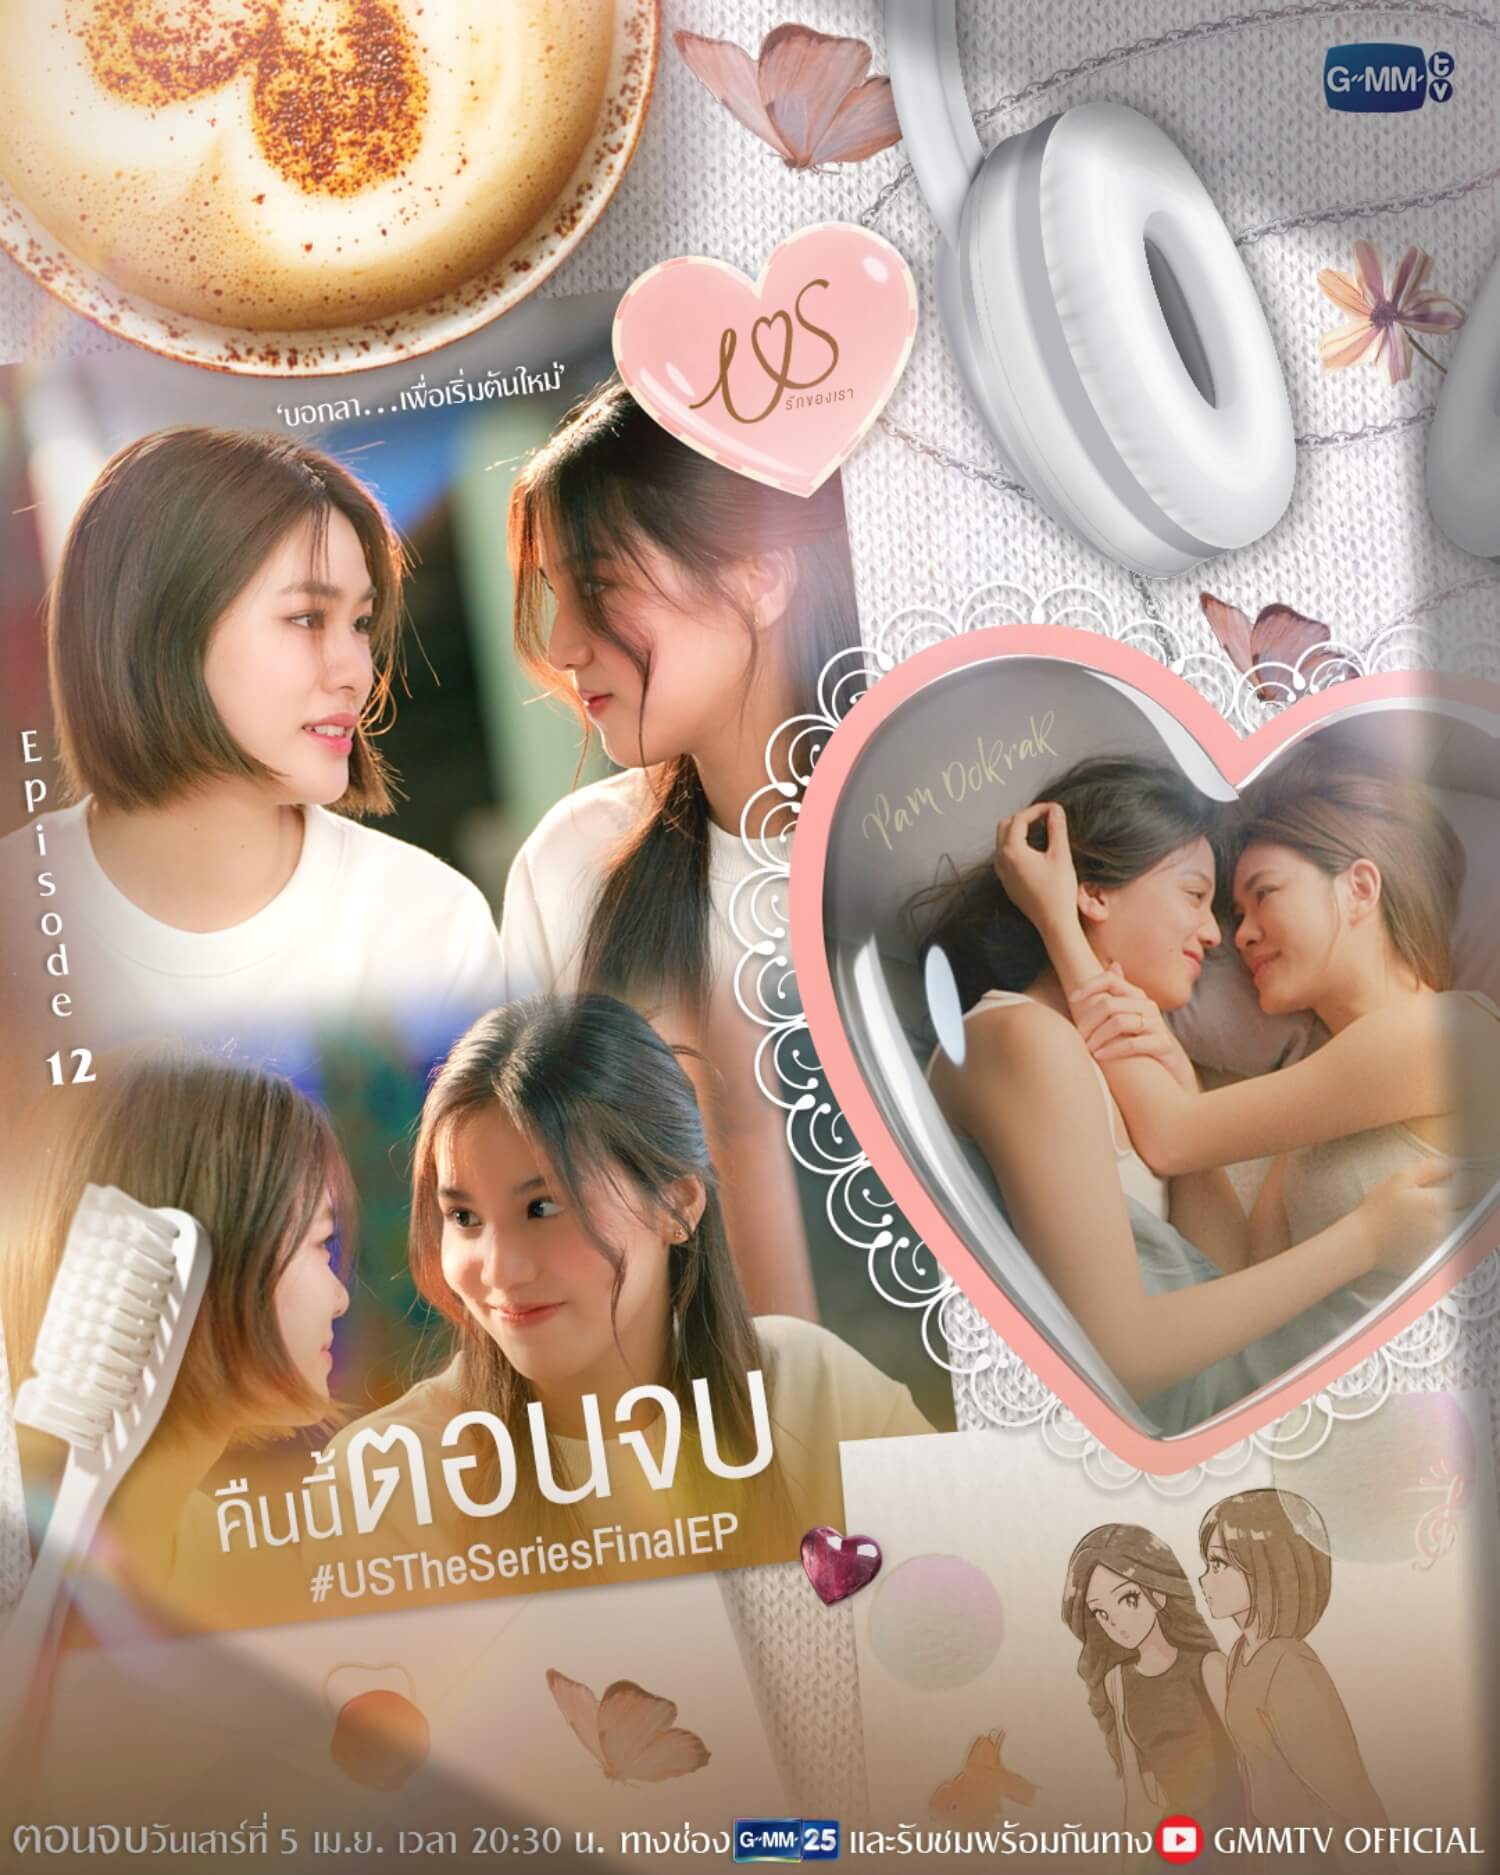 G-MM-tv
US
รักของเรา
'บอกลา...เพื่อเริ่มต้นใหม่'
Pam Dokrak
Episode 12
คืนนี้ตอนจบ
#USTheSeriesFinalEP
ตอนจบวันเสาร์ที่ 5 เม.ย. เวลา 20:30 น. ทางช่อง G-MM-25 และรับชมพร้อมกันทาง GMMTV OFFICIAL